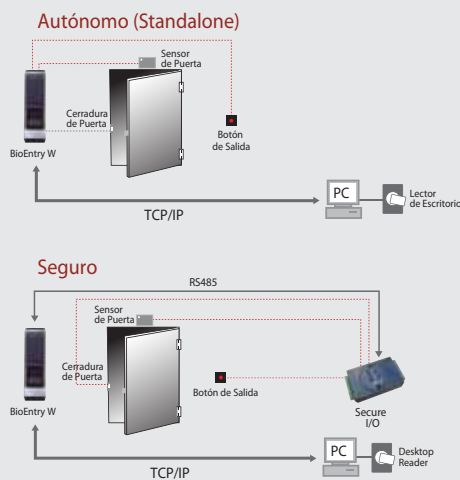 Autónomo (Standalone)
Sensor
de Puerta
Cerradura
de Puerta
BioEntry W
Botón
de Salida
PC
Lector
de Escritorio
TCP/IP
Seguro
RS485
Sensor
de Puerta
Cerradura
de Puerta
BioEntry W
Botón de Salida
Secure
I/O
PC
Desktop
Reader
TCP/IP